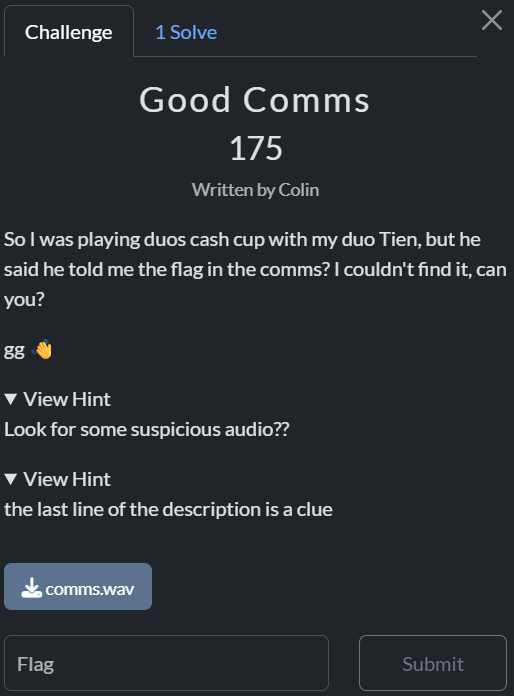 Challenge
1 Solve
Good Comms
175
Written by Colin
So I was playing duos cash cup with my duo Tien, but he
said he told me the flag in the comms? I couldn't find it, can
you?
gg 👋
▼ View Hint
Look for some suspicious audio??
▼ View Hint
the last line of the description is a clue
comms.wav
Flag
Submit